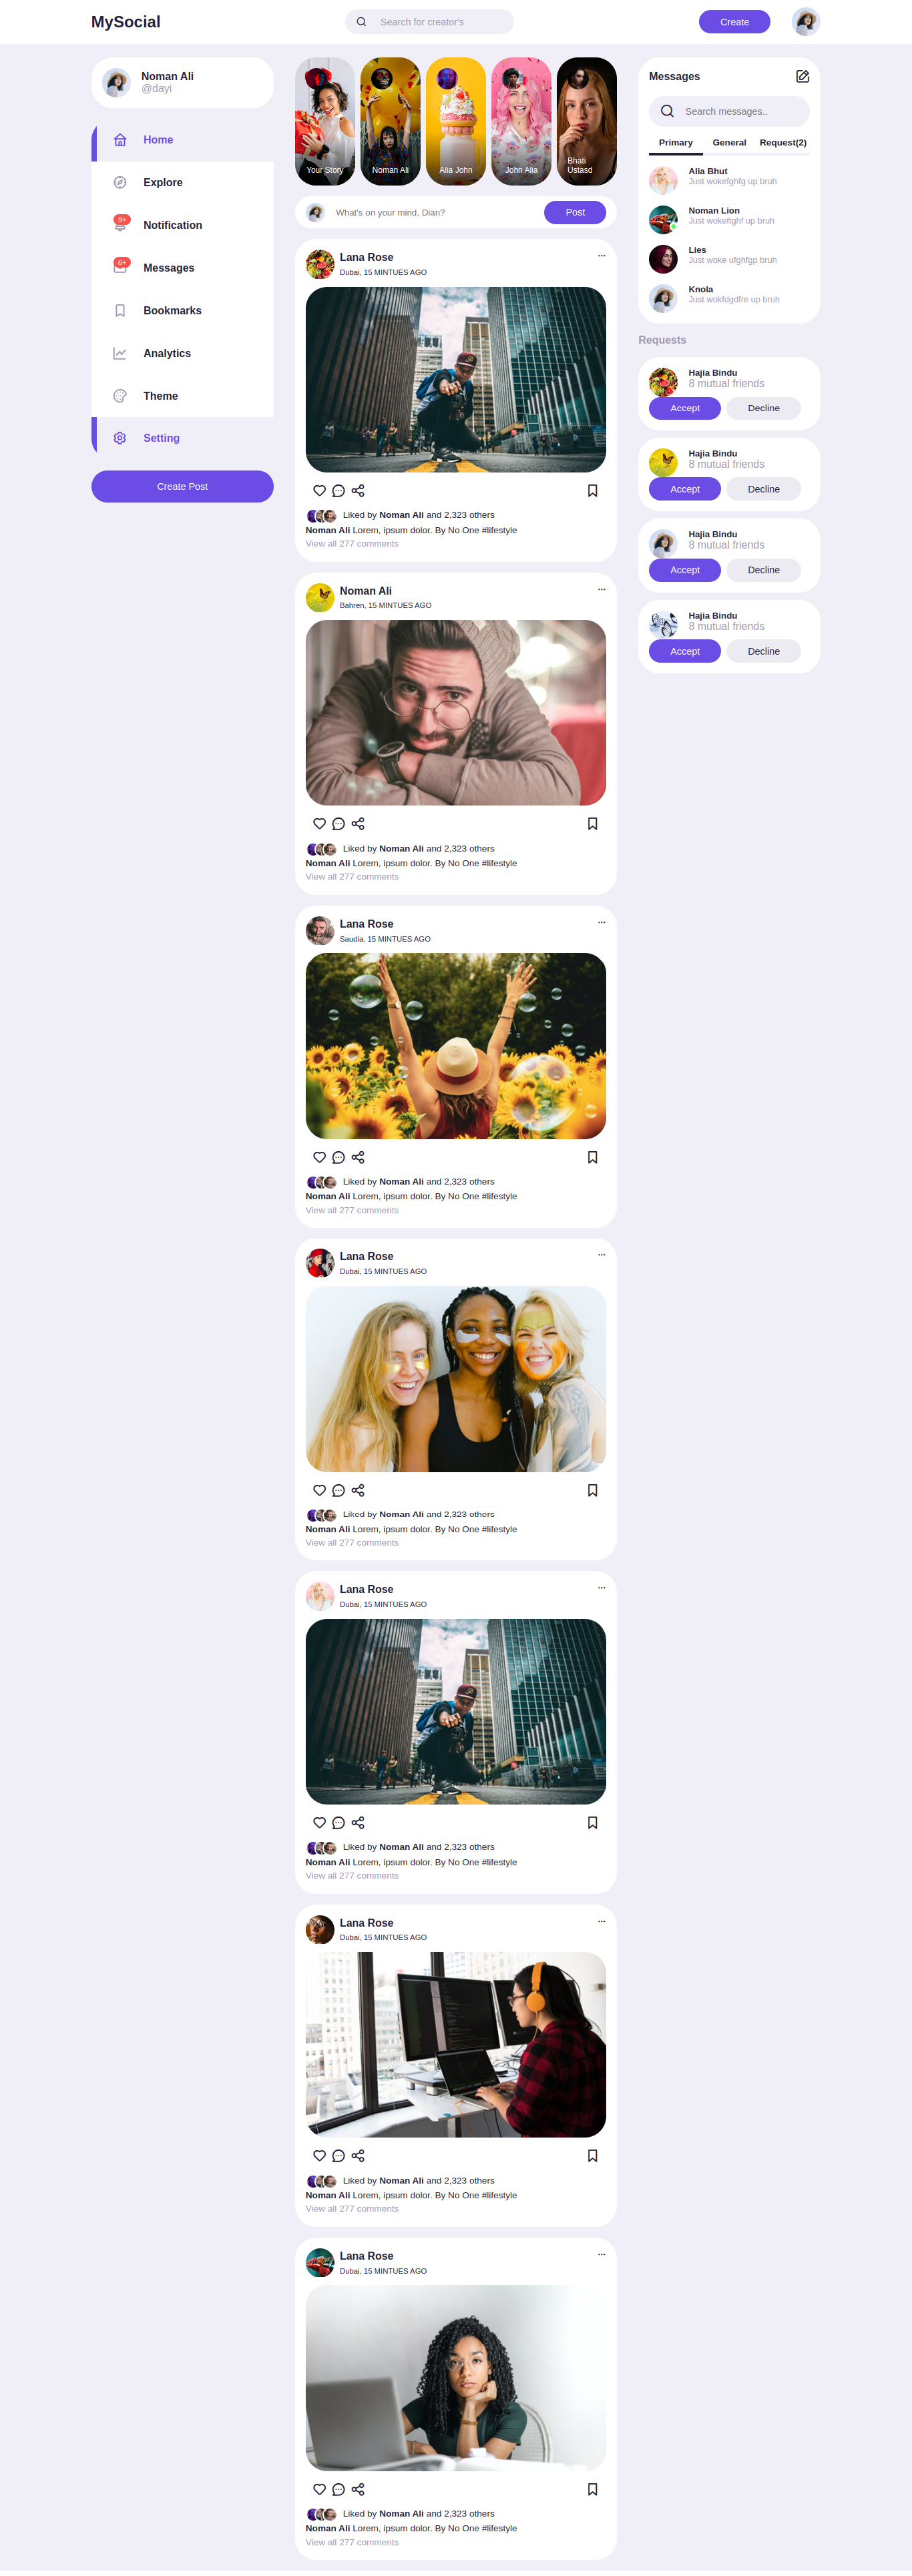 MySocial
Search for creator's
Create
Noman Ali
@dayi
Home
Explore
9+
Notification
6+
Messages
Bookmarks
Analytics
Theme
Setting
Create Post
Your Story
Noman Ali
Alia John
John Alia
Bhati
Ustasd
What's on your mind, Dian?
Post
Lana Rose
Dubai, 15 MINTUES AGO
Liked by Noman Ali and 2,323 others
Noman Ali Lorem, ipsum dolor. By No One #lifestyle
View all 277 comments
Noman Ali
Bahren, 15 MINTUES AGO
Liked by Noman Ali and 2,323 others
Noman Ali Lorem, ipsum dolor. By No One #lifestyle
View all 277 comments
Lana Rose
Saudia, 15 MINTUES AGO
Liked by Noman Ali and 2,323 others
Noman Ali Lorem, ipsum dolor. By No One #lifestyle
View all 277 comments
Lana Rose
Dubai, 15 MINTUES AGO
Liked by Noman Ali and 2,323 others
Noman Ali Lorem, ipsum dolor. By No One #lifestyle
View all 277 comments
Lana Rose
Dubai, 15 MINTUES AGO
Liked by Noman Ali and 2,323 others
Noman Ali Lorem, ipsum dolor. By No One #lifestyle
View all 277 comments
Lana Rose
Dubai, 15 MINTUES AGO
Liked by Noman Ali and 2,323 others
Noman Ali Lorem, ipsum dolor. By No One #lifestyle
View all 277 comments
Lana Rose
Dubai, 15 MINTUES AGO
Liked by Noman Ali and 2,323 others
Noman Ali Lorem, ipsum dolor. By No One #lifestyle
View all 277 comments
Messages
Search messages..
Primary General Request(2)
Alia Bhut
Just wokefghfg up bruh
Noman Lion
Just wokeftghf up bruh
Lies
Just woke ufghfgp bruh
Knola
Just wokfdgdfre up bruh
Requests
Hajia Bindu
8 mutual friends
Accept Decline
Hajia Bindu
8 mutual friends
Accept Decline
Hajia Bindu
8 mutual friends
Accept Decline
Hajia Bindu
8 mutual friends
Accept Decline